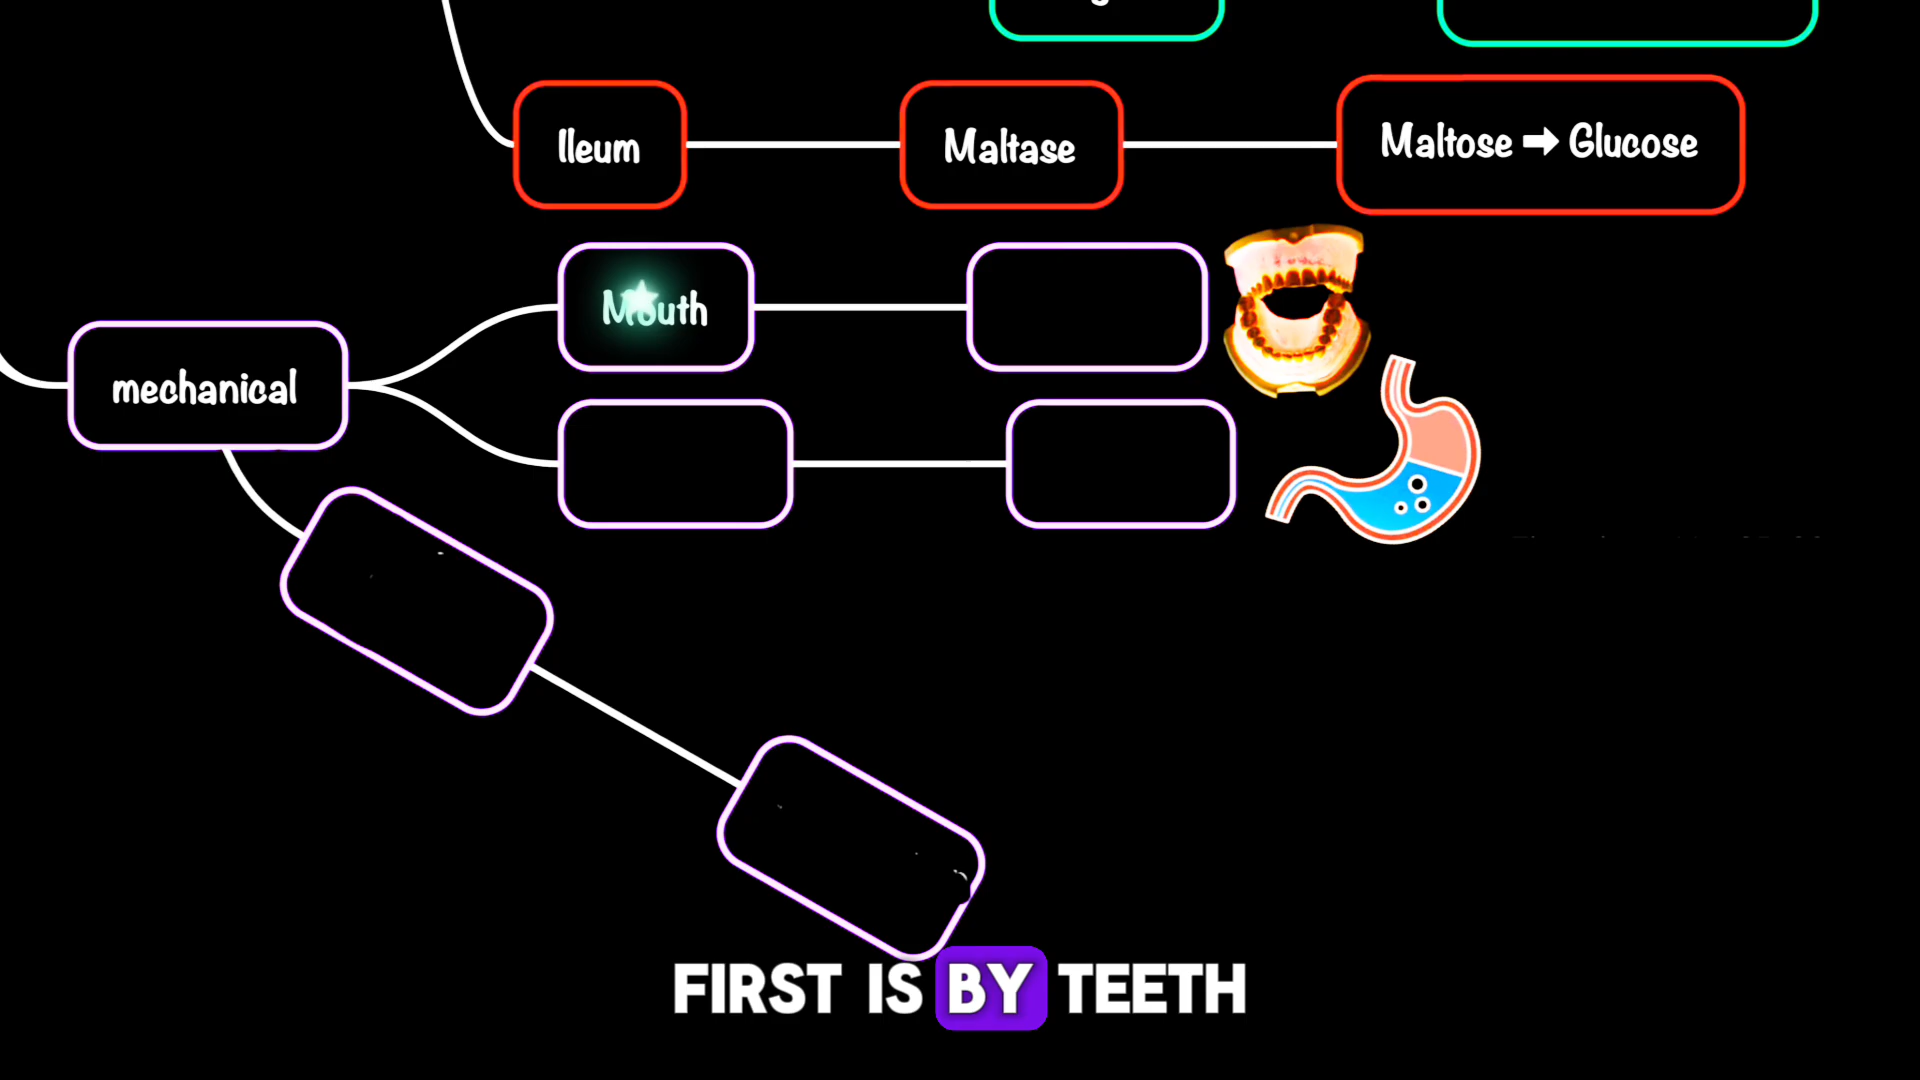 Ileum
Maltase
Maltose ➡ Glucose
Mouth
mechanical
FIRST IS BY TEETH